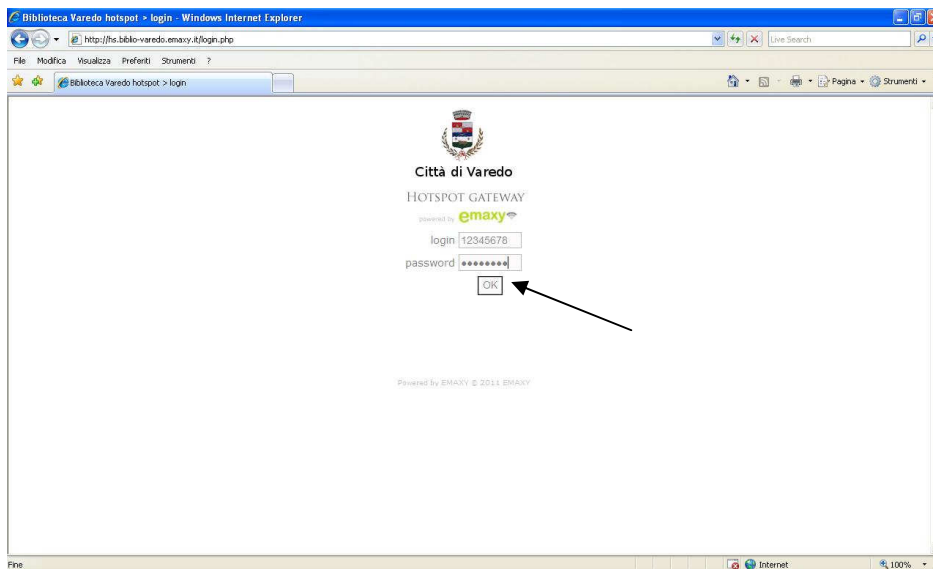 Biblioteca Varedo hotspot > login - Windows Internet Explorer
http://hs.biblio-varedo.emaxy.it/login.php
Live Search
File Modifica Visualizza Preferiti Strumenti ?
Biblioteca Varedo hotspot > login
Pagina
Strumenti
Città di Varedo
HOTSPOT GATEWAY
powered by emaxy
login 12345678
password ●●●●●●●●
OK
Powered by EMAXY © 2011 EMAXY
Fine
Internet
100%